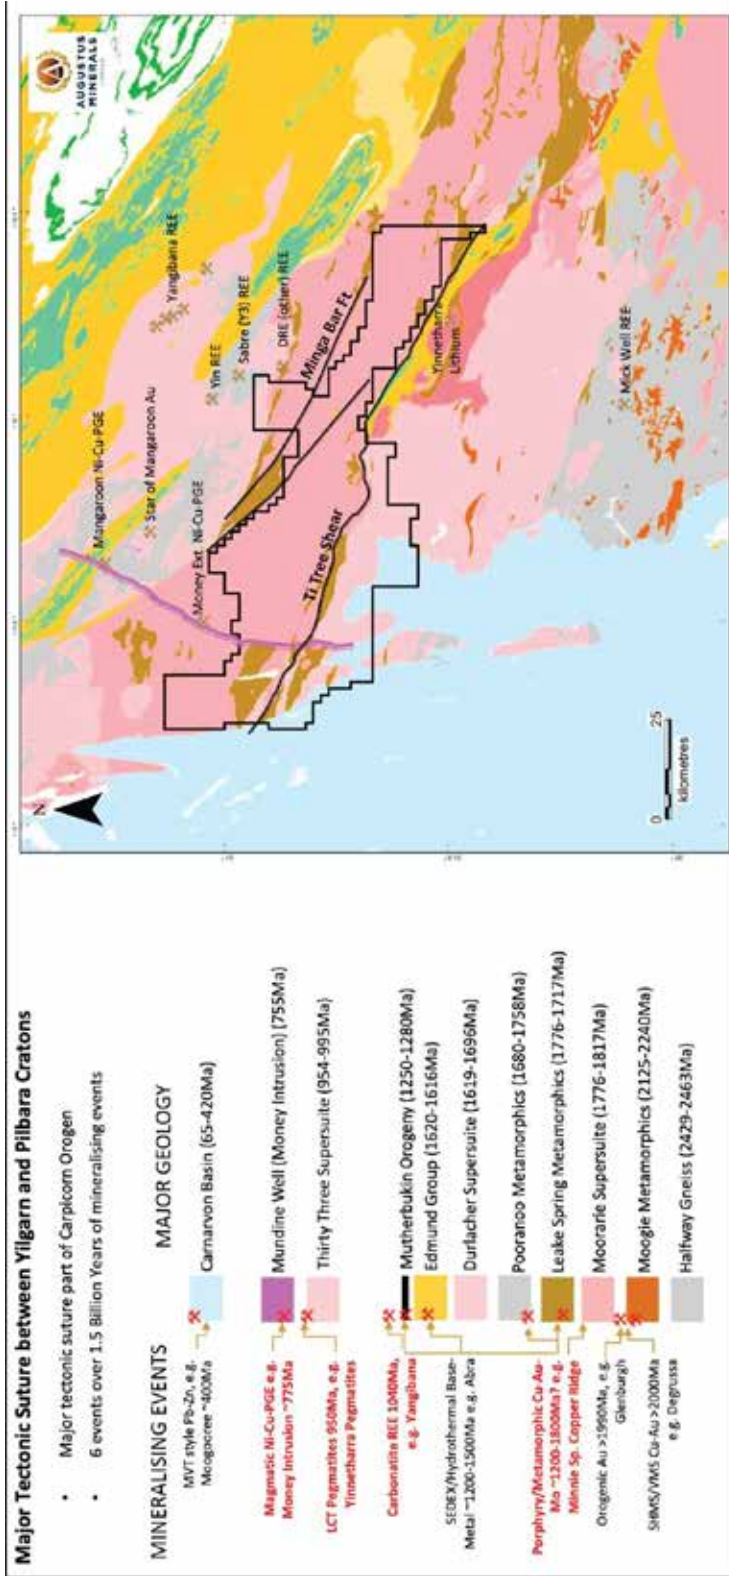 Major Tectonic Suture between Yilgarn and Pilbara Cratons
• Major tectonic suture part of Carpicorn Orogen
• 6 events over 1.5 Billion Years of mineralising events
MINERALISING EVENTS
MAJOR GEOLOGY
MVT style Pb-Zn, e.g.
Moogooree ~400Ma
Carnarvon Basin (65-420Ma)
Magmatic Ni-Cu-PGE e.g.
Money Intrusion ~775Ma
Mundine Well (Money Intrusion) (755Ma)
LCT Pegmatites 950Ma, e.g.
Yinnetharra Pegmatites
Thirty Three Supersuite (954-995Ma)
Carbonatite REE 1040Ma,
e.g. Yangibana
Mutherbukin Orogeny (1250-1280Ma)
SEDEX/Hydrothermal Base-
Metal ~1200-1500Ma e.g. Abra
Edmund Group (1620-1616Ma)
Durlacher Supersuite (1619-1696Ma)
Pooranoo Metamorphics (1680-1758Ma)
Porphyry/Metamorphic Cu-Au-
Mo ~1200-1800Ma? e.g.
Minnie Sp. Copper Ridge
Leake Spring Metamorphics (1776-1717Ma)
Moorarie Supersuite (1776-1817Ma)
Orogenic Au >1990Ma, e.g.
Glenburgh
Moogie Metamorphics (2125-2240Ma)
SHMS/VMS Cu-Au >2000Ma
e.g. Degrussa
Halfway Gneiss (2429-2463Ma)
N
AUGUSTUS
MINERALS
Mangaroon Ni-Cu-PGE
Star of Mangaroon Au
Money Ext. Ni-Cu-PGE
Yangibana REE
Yin REE
Sabre (Y3) REE
DRE (other) REE
Minga Bar Ft
Ti Tree Shear
Yinnetharra
Lithium
Mick Well REE
0 25
kilometres